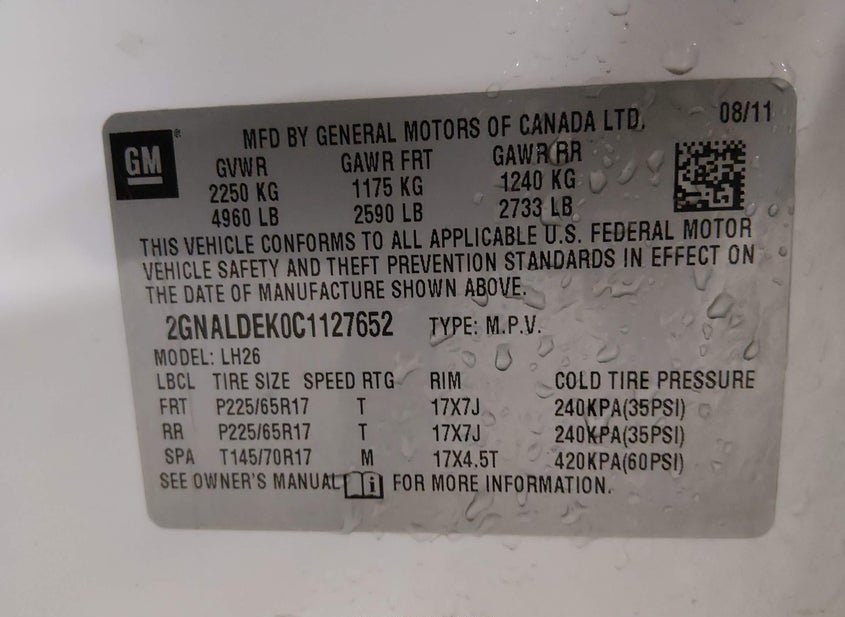 GM
MFD BY GENERAL MOTORS OF CANADA LTD. 08/11
GVWR GAWR FRT GAWR RR
2250 KG 1175 KG 1240 KG
4960 LB 2590 LB 2733 LB
THIS VEHICLE CONFORMS TO ALL APPLICABLE U.S. FEDERAL MOTOR
VEHICLE SAFETY AND THEFT PREVENTION STANDARDS IN EFFECT ON
THE DATE OF MANUFACTURE SHOWN ABOVE.
2GNALDEK0C1127652 TYPE: M.P.V.
MODEL: LH26
LBCL TIRE SIZE SPEED RTG RIM COLD TIRE PRESSURE
FRT P225/65R17 T 17X7J 240KPA(35PSI)
RR P225/65R17 T 17X7J 240KPA(35PSI)
SPA T145/70R17 M 17X4.5T 420KPA(60PSI)
SEE OWNER'S MANUAL i FOR MORE INFORMATION.